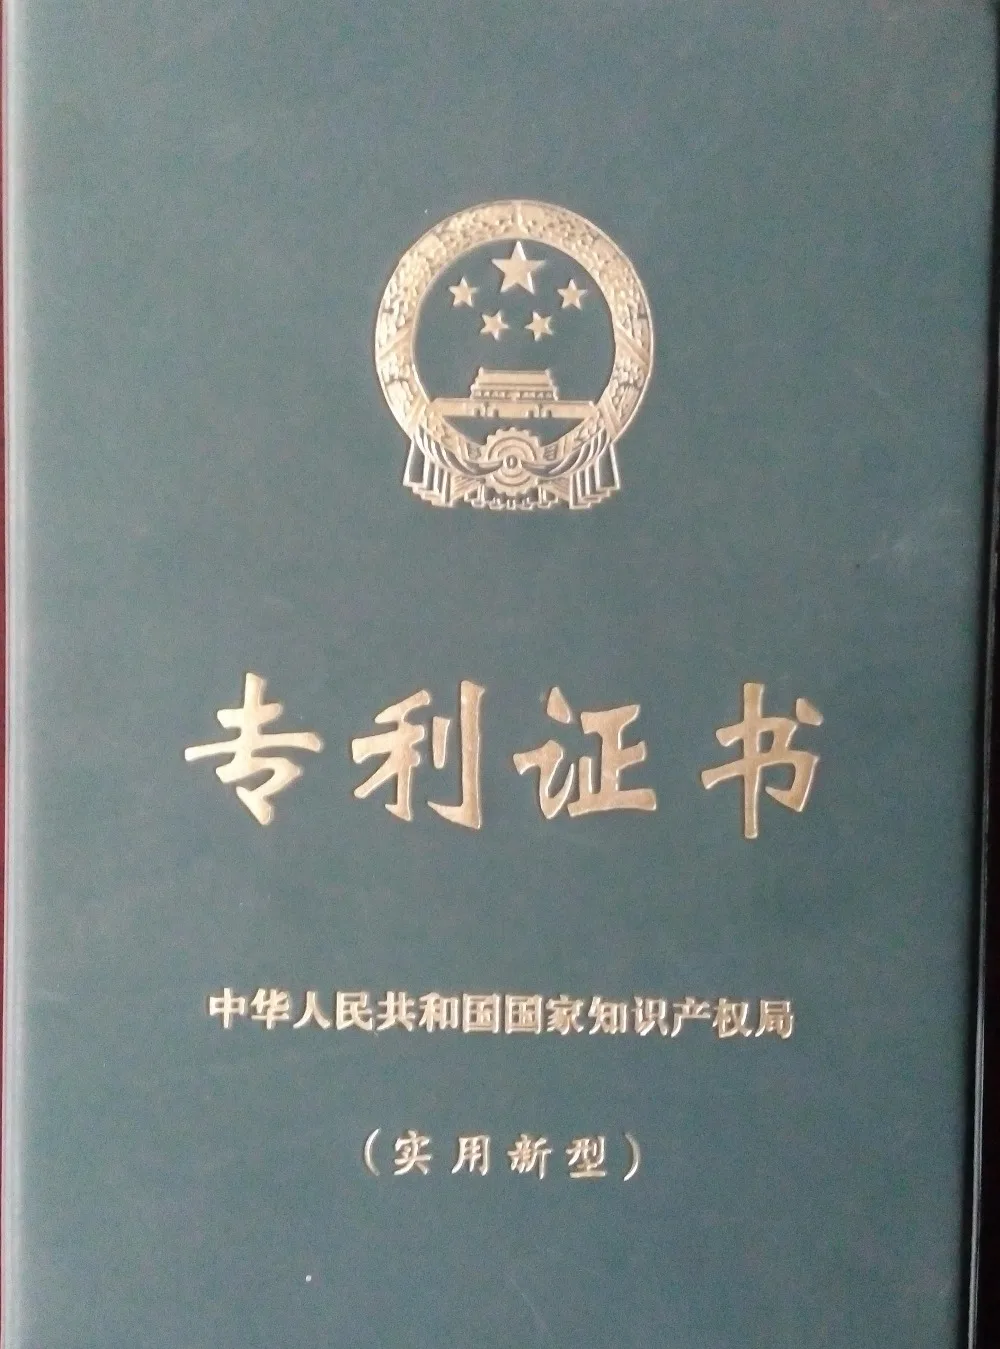 专利证书
中华人民共和国国家知识产权局
(实用新型)